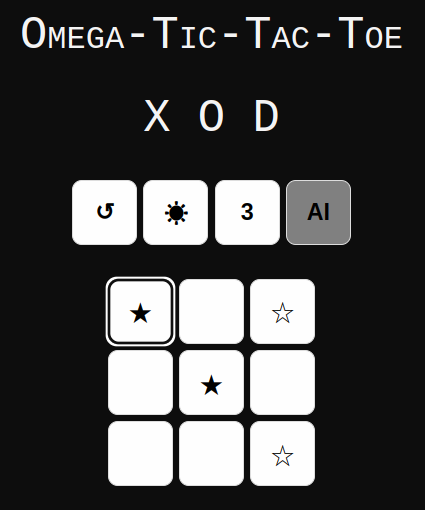 Omega-Tic-Tac-Toe
X O D
↺ ☀ 3 AI
★ ☆
★
☆